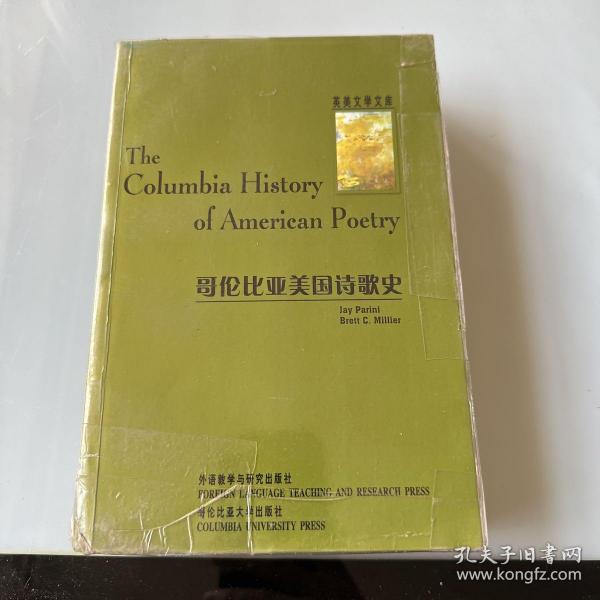 英美文学文库
The
Columbia History
of American Poetry
哥伦比亚美国诗歌史
Jay Parini
Brett C. Millier
外语教学与研究出版社
FOREIGN LANGUAGE TEACHING AND RESEARCH PRESS
哥伦比亚大学出版社
COLUMBIA UNIVERSITY PRESS
孔夫子旧书网
www.kongfz.com